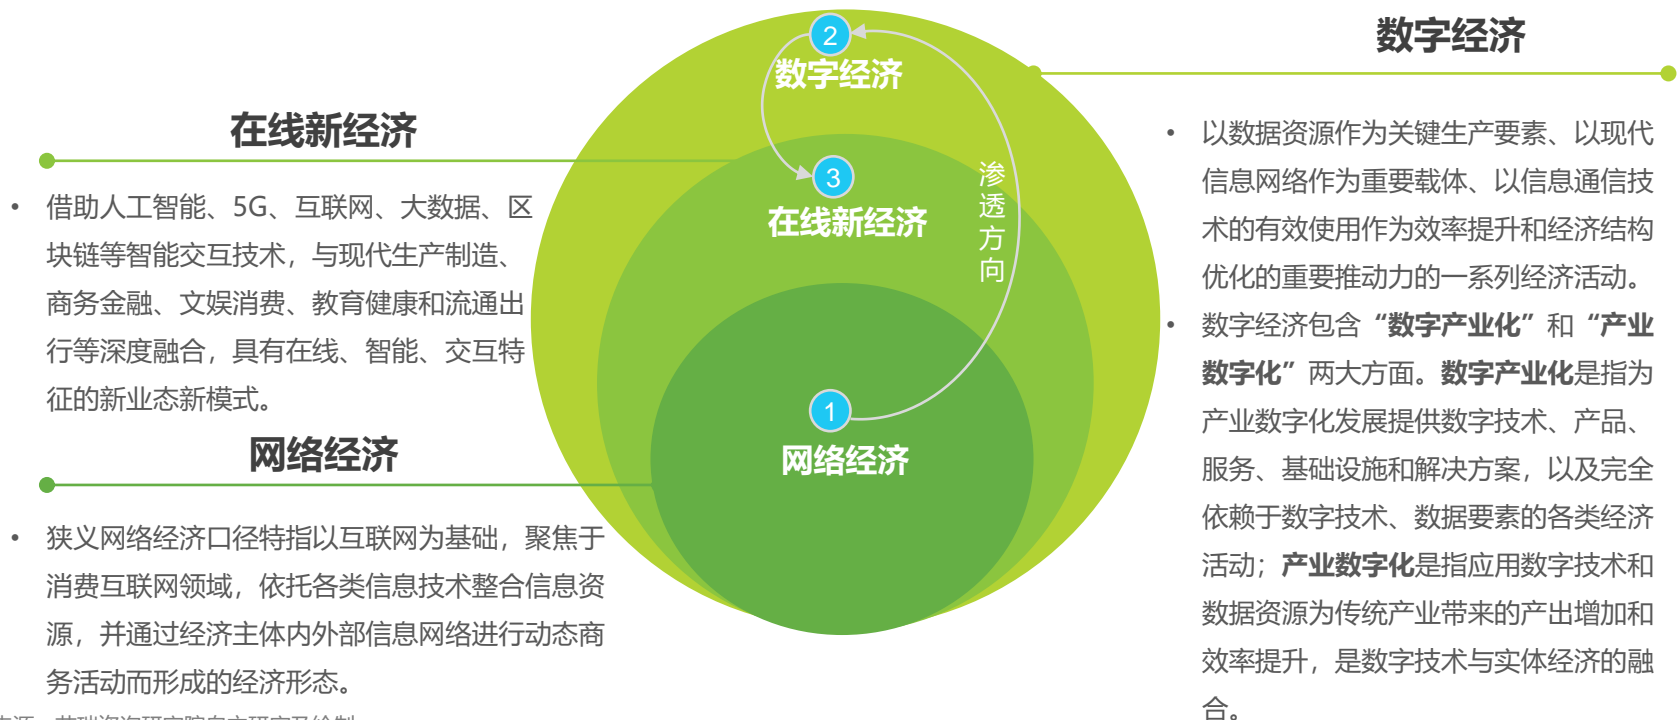 在线新经济
• 借助人工智能、5G、互联网、大数据、区
块链等智能交互技术，与现代生产制造、
商务金融、文娱消费、教育健康和流通出
行等深度融合，具有在线、智能、交互特
征的新业态新模式。
网络经济
• 狭义网络经济口径特指以互联网为基础，聚焦于
消费互联网领域，依托各类信息技术整合信息资
源，并通过经济主体内外部信息网络进行动态商
务活动而形成的经济形态。
2
数字经济
3
在线新经济
渗透方向
1
网络经济
数字经济
• 以数据资源作为关键生产要素、以现代
信息网络作为重要载体、以信息通信技
术的有效使用作为效率提升和经济结构
优化的重要推动力的一系列经济活动。
• 数字经济包含“数字产业化”和“产业
数字化”两大方面。数字产业化是指为
产业数字化发展提供数字技术、产品、
服务、基础设施和解决方案，以及完全
依赖于数字技术、数据要素的各类经济
活动；产业数字化是指应用数字技术和
数据资源为传统产业带来的产出增加和
效率提升，是数字技术与实体经济的融
合。